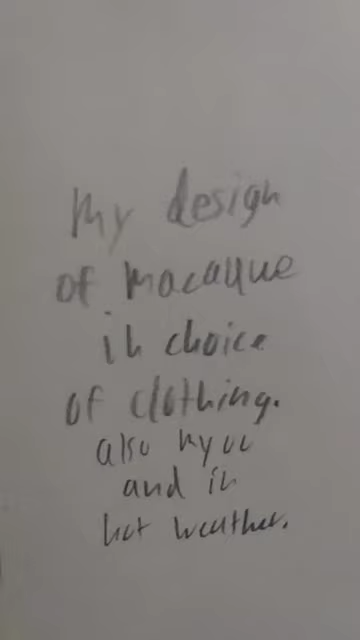 My design
of macaque
in choice
of clothing.
also
and in
hot weather.